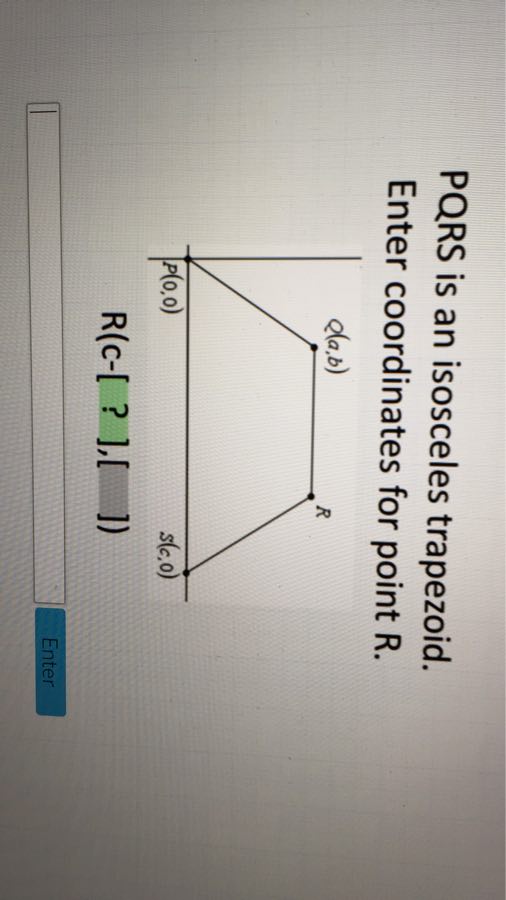 PQRS is an isosceles trapezoid.
Enter coordinates for point R.
Q(a,b)
R
P(0,0)
S(c,0)
R(c-[ ? ],[ ])
Enter